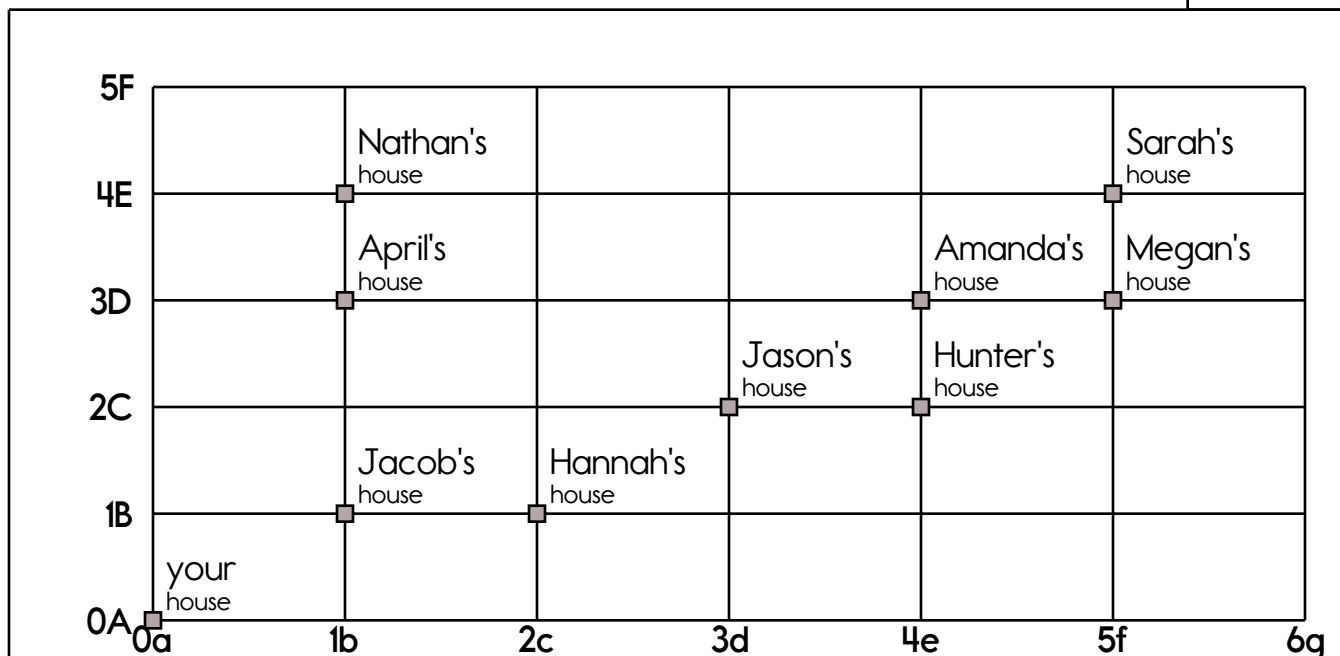 5F
Nathan's
house
Sarah's
house
4E
April's
house
Amanda's
house
Megan's
house
3D
Jason's
house
Hunter's
house
2C
Jacob's
house
Hannah's
house
1B
your
house
0A
0a 1b 2c 3d 4e 5f 6g